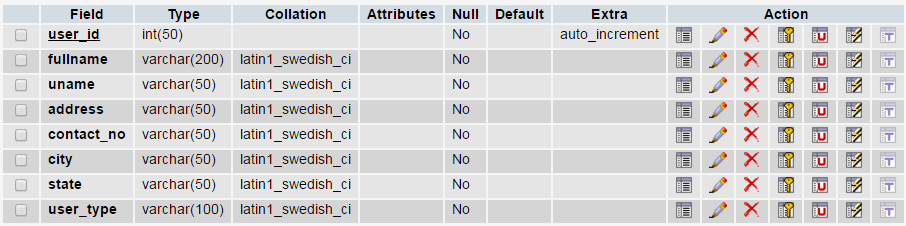 Field Type Collation Attributes Null Default Extra Action
user_id int(50) No auto_increment
fullname varchar(200) latin1_swedish_ci No
uname varchar(50) latin1_swedish_ci No
address varchar(50) latin1_swedish_ci No
contact_no varchar(50) latin1_swedish_ci No
city varchar(50) latin1_swedish_ci No
state varchar(50) latin1_swedish_ci No
user_type varchar(100) latin1_swedish_ci No